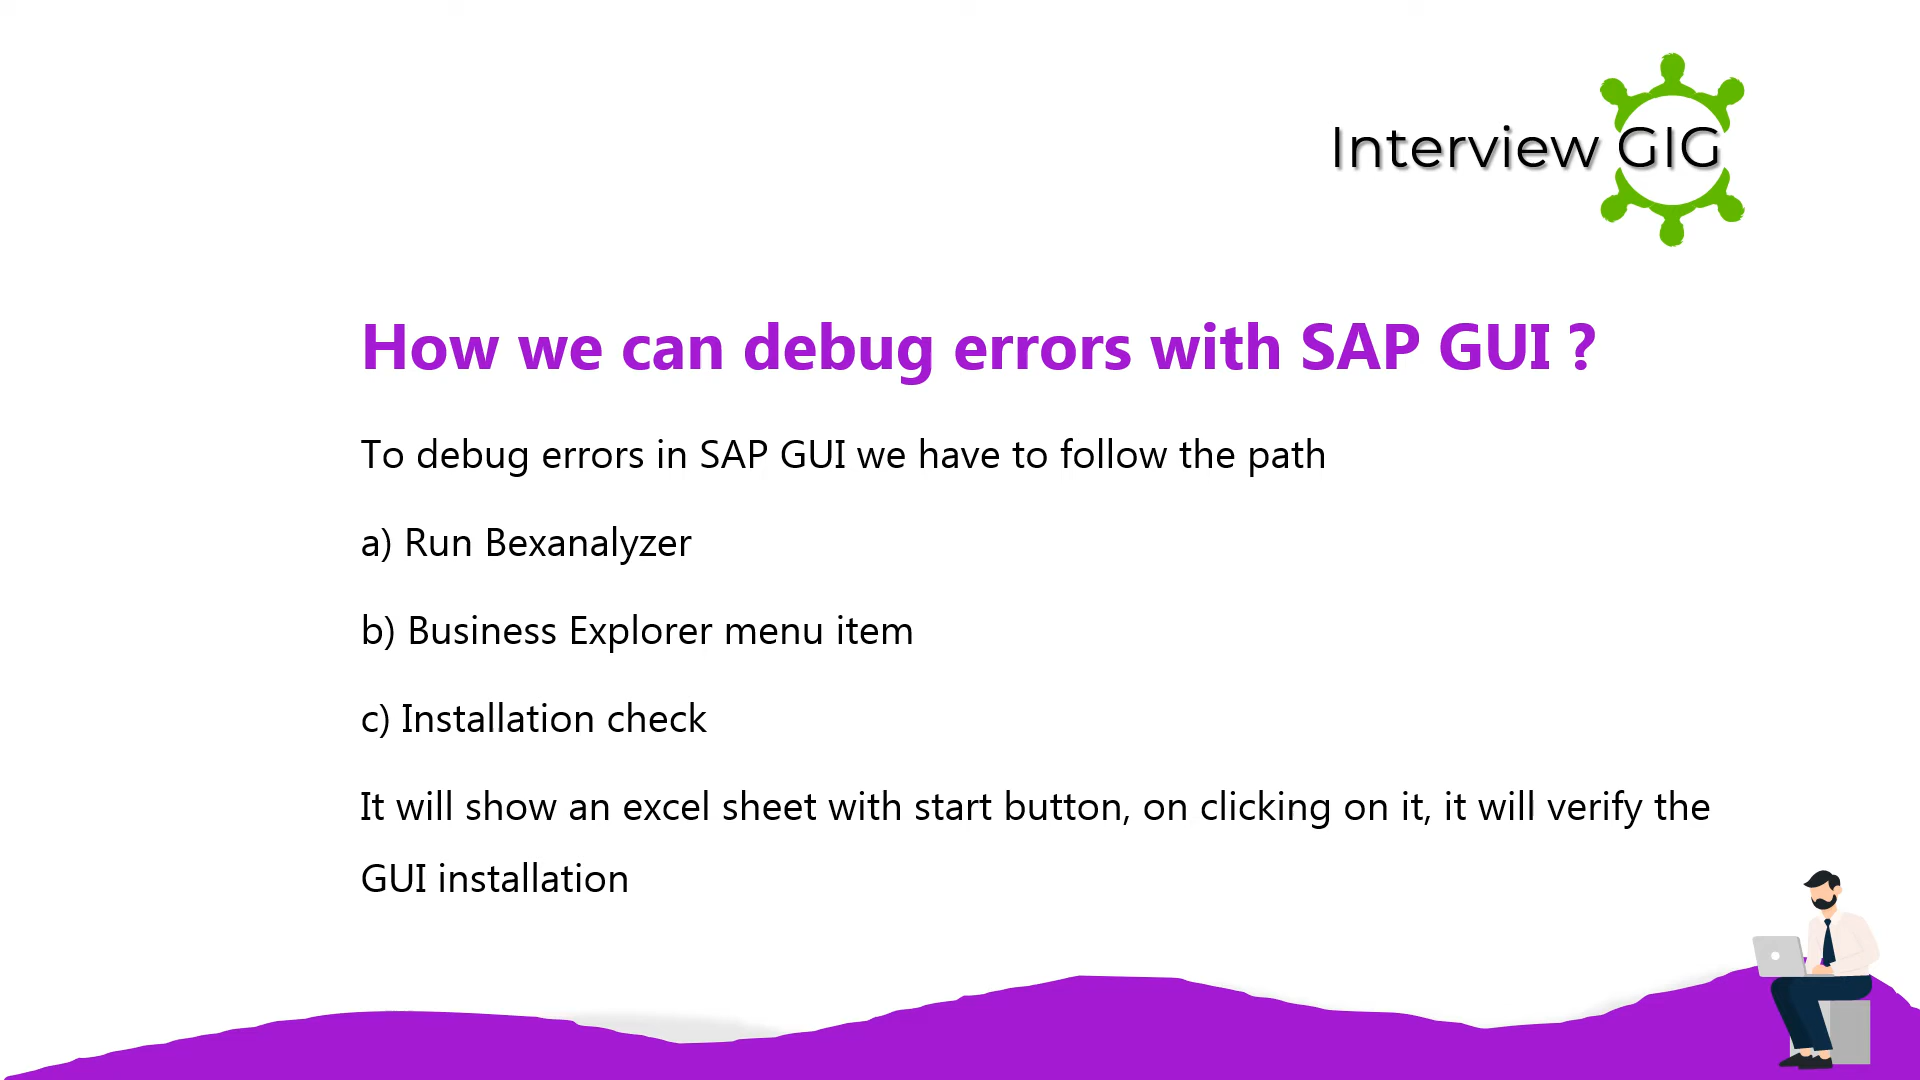 Interview GIG
How we can debug errors with SAP GUI ?
To debug errors in SAP GUI we have to follow the path
a) Run Bexanalyzer
b) Business Explorer menu item
c) Installation check
It will show an excel sheet with start button, on clicking on it, it will verify the
GUI installation